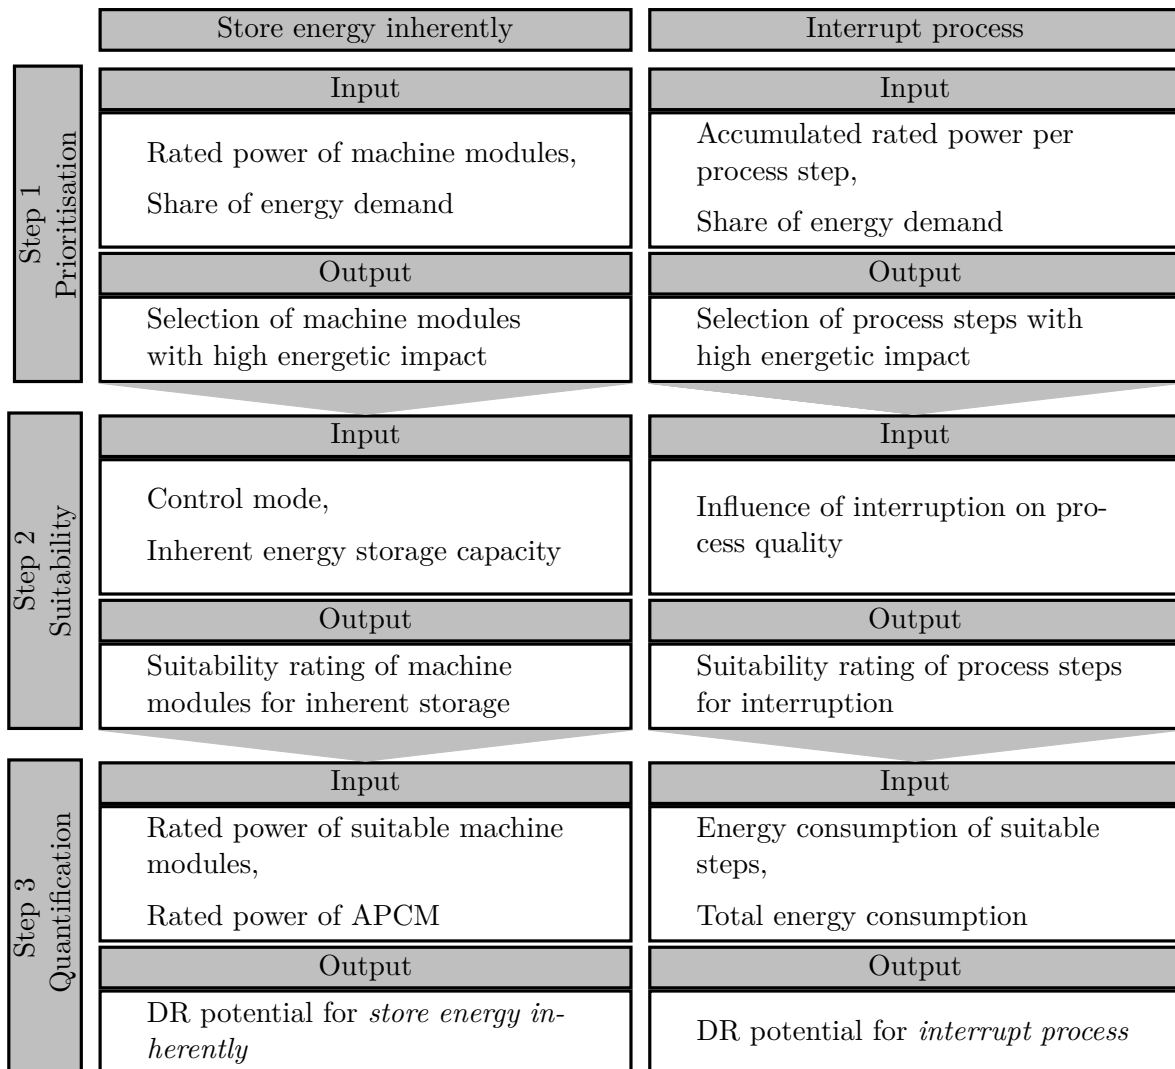 Store energy inherently
Interrupt process
Step 1
Prioritisation
Input
Rated power of machine modules,
Share of energy demand
Output
Selection of machine modules
with high energetic impact
Input
Accumulated rated power per
process step,
Share of energy demand
Output
Selection of process steps with
high energetic impact
Step 2
Suitability
Input
Control mode,
Inherent energy storage capacity
Output
Suitability rating of machine
modules for inherent storage
Input
Influence of interruption on pro-
cess quality
Output
Suitability rating of process steps
for interruption
Step 3
Quantification
Input
Rated power of suitable machine
modules,
Rated power of APCM
Output
DR potential for store energy in-
herently
Input
Energy consumption of suitable
steps,
Total energy consumption
Output
DR potential for interrupt process